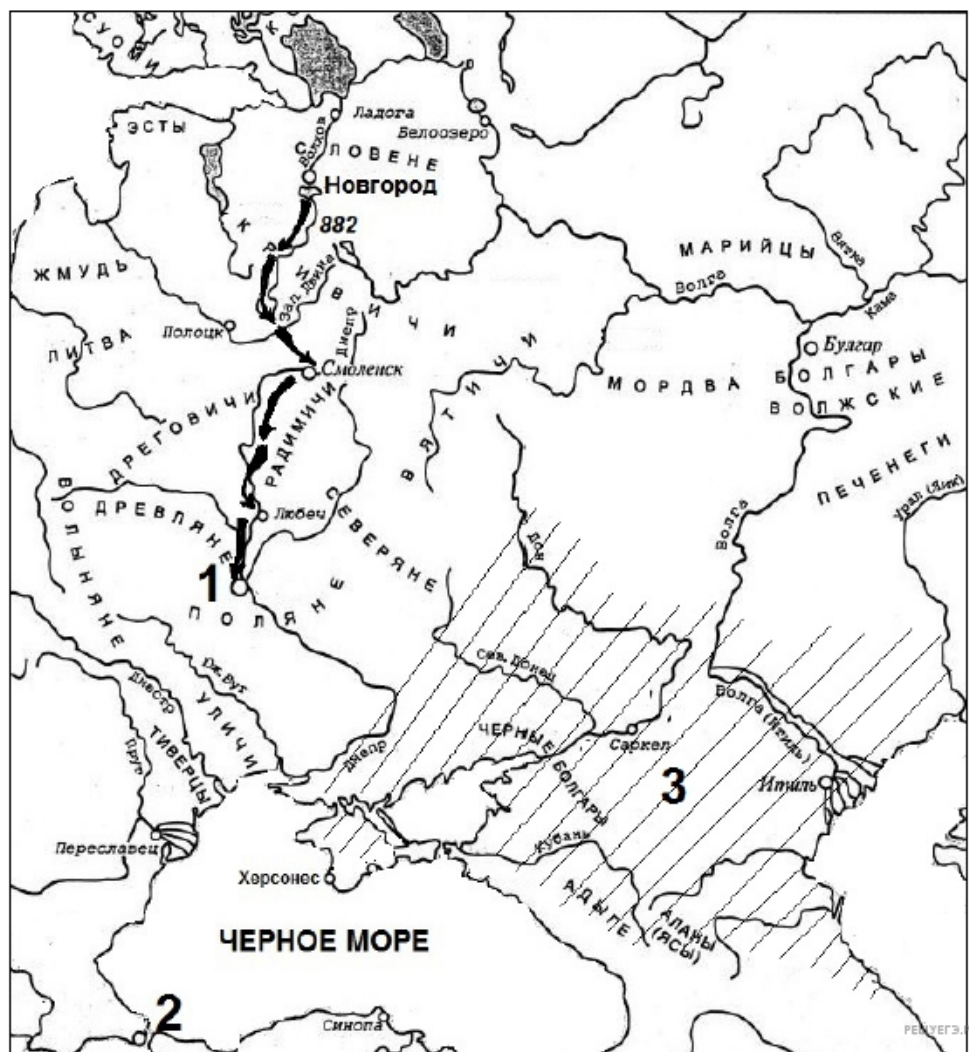 СУОМИ
К
ЭСТЫ
Ладога
Белоозеро
Волхов
СЛОВЕНЕ
Новгород
882
КРИВИЧИ
Зап. Двина
ЖМУДЬ
МАРИЙЦЫ
Вятка
Волга
Кама
Полоцк
Днепр
ЛИТВА
Смоленск
Булгар
МОРДВА
БОЛГАРЫ
ВОЛЖСКИЕ
ВЯТИЧИ
ДРЕГОВИЧИ
РАДИМИЧИ
ПЕЧЕНЕГИ
Урал (Яик)
ВОЛЫНЯНЕ
ДРЕВЛЯНЕ
Любеч
СЕВЕРЯНЕ
Дон
Волга
1
ПОЛЯНЕ
Сев. Донец
Юж. Буг
Днестр
УЛИЧИ
Волга (Итиль)
ТИВЕРЦЫ
Прут
Днепр
ЧЕРНЫЕ БОЛГАРЫ
Саркел
3
Итиль
Переславец
Кубань
Херсонес
АДЫГЕ
АЛАНЫ
(ЯСЫ)
ЧЕРНОЕ МОРЕ
2
Синопа